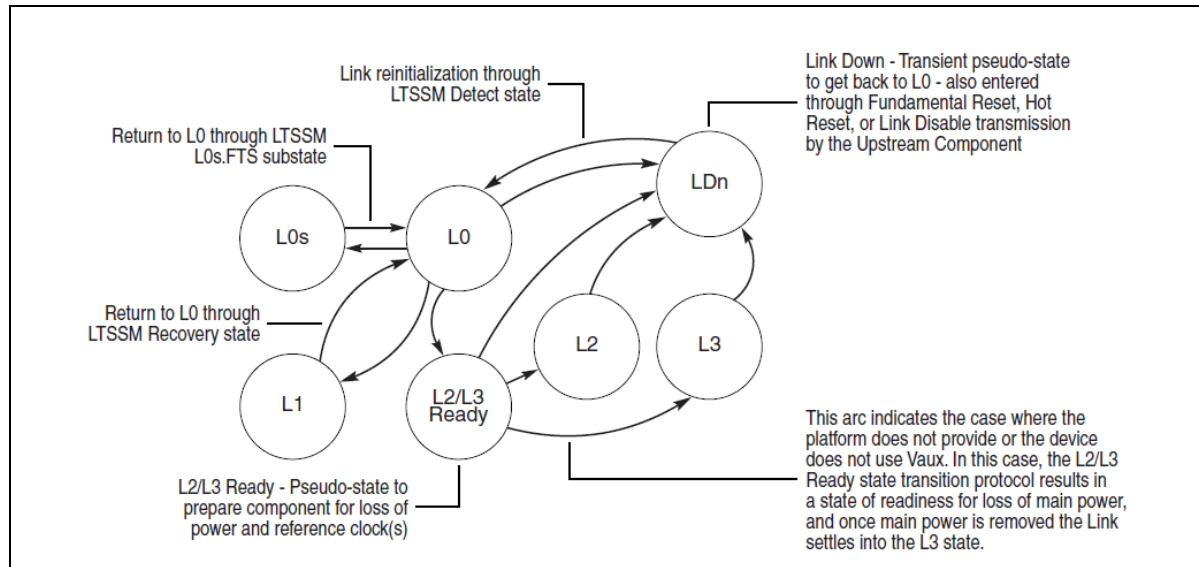 Link reinitialization through
LTSSM Detect state
Link Down - Transient pseudo-state
to get back to L0 - also entered
through Fundamental Reset, Hot
Reset, or Link Disable transmission
by the Upstream Component
Return to L0 through LTSSM
L0s.FTS substate
LDn
L0s
L0
Return to L0 through
LTSSM Recovery state
L2
L3
L1
L2/L3
Ready
L2/L3 Ready - Pseudo-state to
prepare component for loss of
power and reference clock(s)
This arc indicates the case where the
platform does not provide or the device
does not use Vaux. In this case, the L2/L3
Ready state transition protocol results in
a state of readiness for loss of main power,
and once main power is removed the Link
settles into the L3 state.